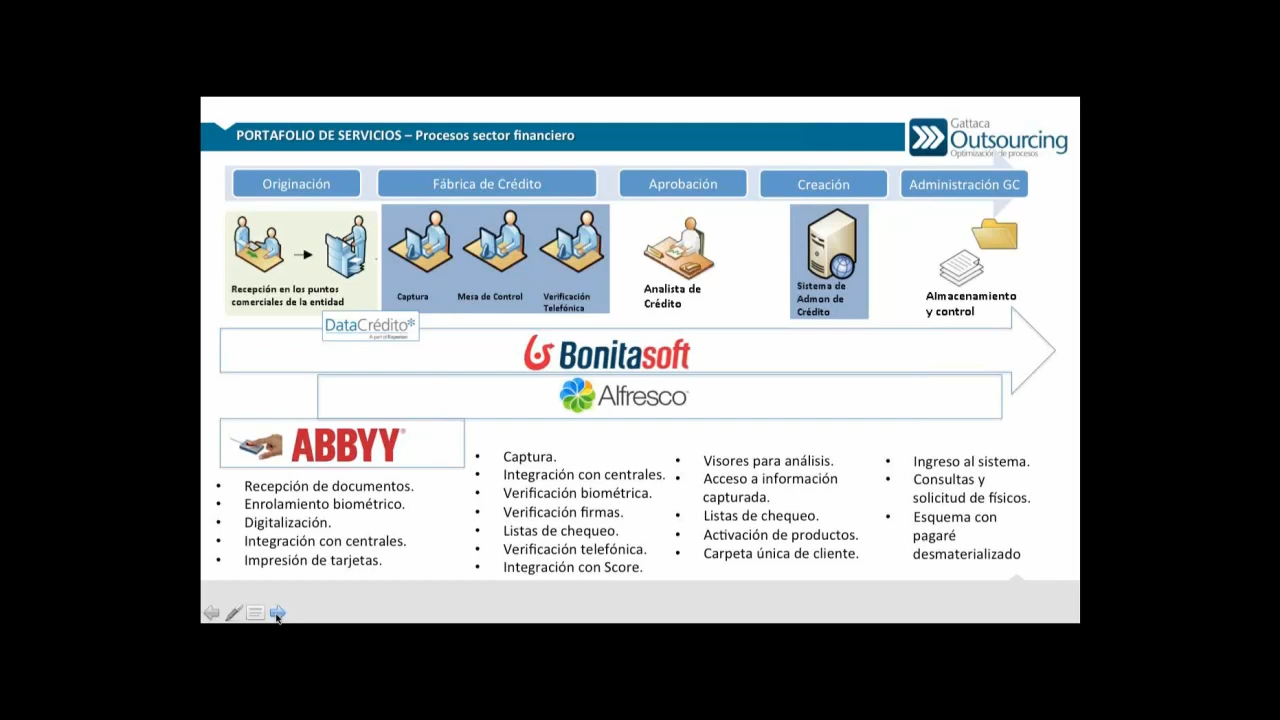 PORTAFOLIO DE SERVICIOS – Procesos sector financiero
Gattaca
Outsourcing
Optimización de procesos
Originación
Fábrica de Crédito
Aprobación
Creación
Administración GC
Recepción en los puntos
comerciales de la entidad
Captura
Mesa de Control
Verificación
Telefónica
Analista de
Crédito
Sistema de
Admon de
Crédito
Almacenamiento
y control
DataCrédito*
A part of Experian
Bonitasoft
Alfresco
ABBYY
• Recepción de documentos.
• Enrolamiento biométrico.
• Digitalización.
• Integración con centrales.
• Impresión de tarjetas.
• Captura.
• Integración con centrales.
• Verificación biométrica.
• Verificación firmas.
• Listas de chequeo.
• Verificación telefónica.
• Integración con Score.
• Visores para análisis.
• Acceso a información
capturada.
• Listas de chequeo.
• Activación de productos.
• Carpeta única de cliente.
• Ingreso al sistema.
• Consultas y
solicitud de físicos.
• Esquema con
pagaré
desmaterializado